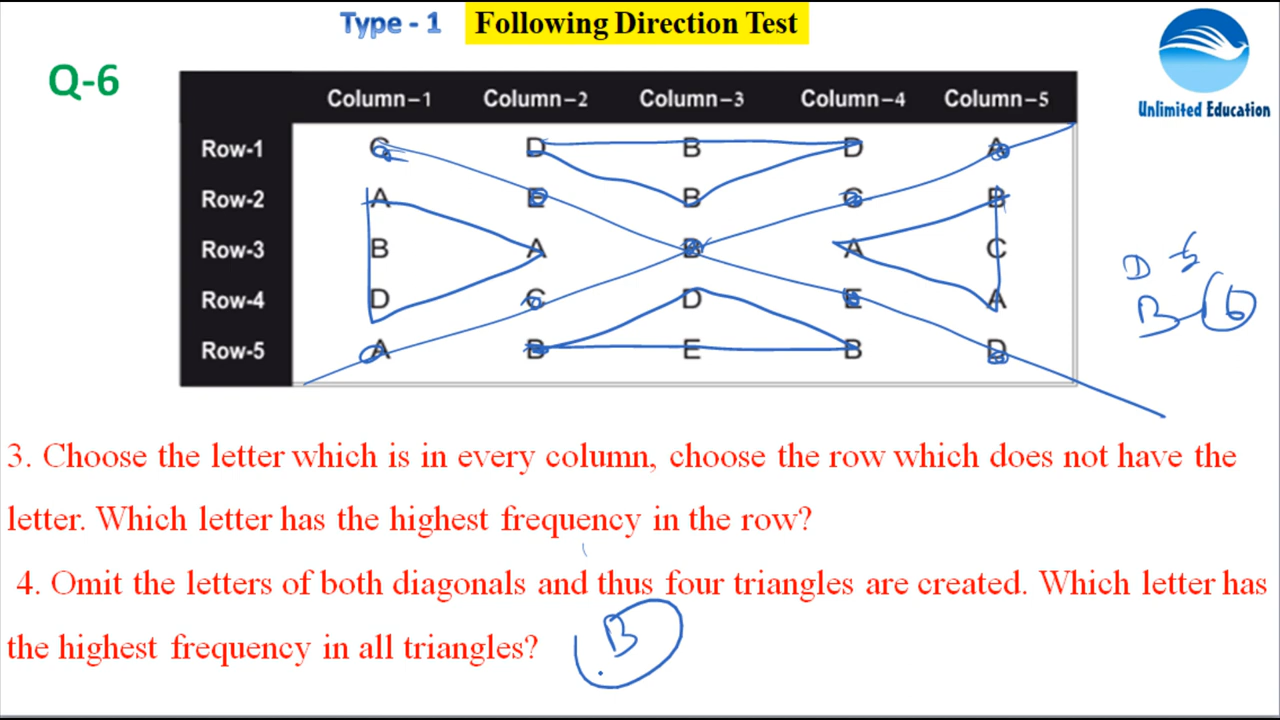 Type - 1 Following Direction Test
Q-6
Unlimited Education
Column-1 Column-2 Column-3 Column-4 Column-5
Row-1 C D B D A
Row-2 A E B C B
Row-3 B A B A C
Row-4 D C D E A
Row-5 A B E B D
D
B 6
3. Choose the letter which is in every column, choose the row which does not have the
letter. Which letter has the highest frequency in the row?
4. Omit the letters of both diagonals and thus four triangles are created. Which letter has
the highest frequency in all triangles? B